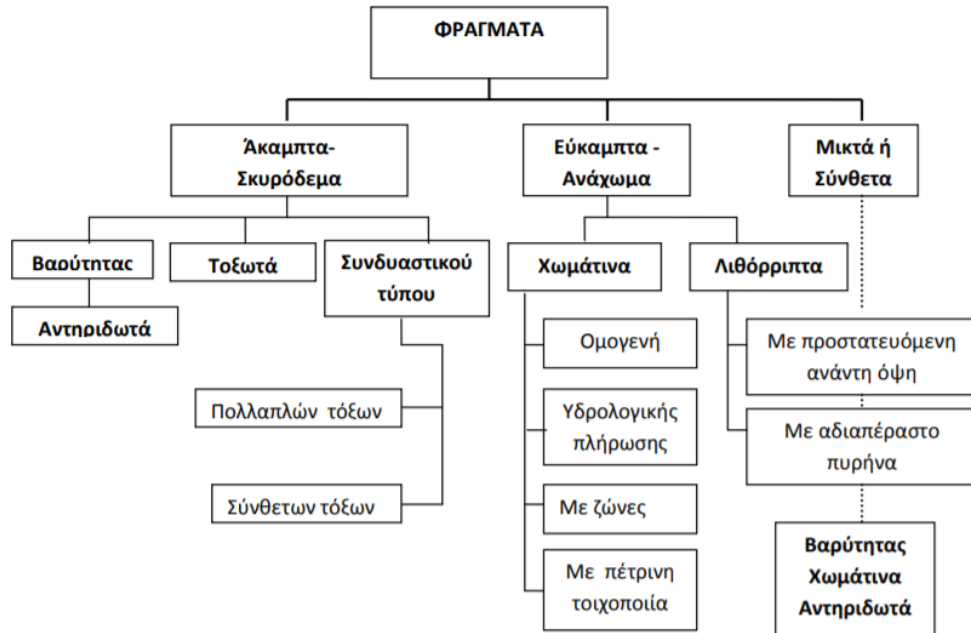 ΦΡΑΓΜΑΤΑ
Άκαμπτα-
Σκυρόδεμα
Εύκαμπτα -
Ανάχωμα
Μικτά ή
Σύνθετα
Βαρύτητας
Τοξωτά
Συνδυαστικού
τύπου
Χωμάτινα
Λιθόρριπτα
Αντηριδωτά
Ομογενή
Με προστατευόμενη
ανάντη όψη
Πολλαπλών τόξων
Υδρολογικής
πλήρωσης
Με αδιαπέραστο
πυρήνα
Σύνθετων τόξων
Με ζώνες
Με πέτρινη
τοιχοποιία
Βαρύτητας
Χωμάτινα
Αντηριδωτά